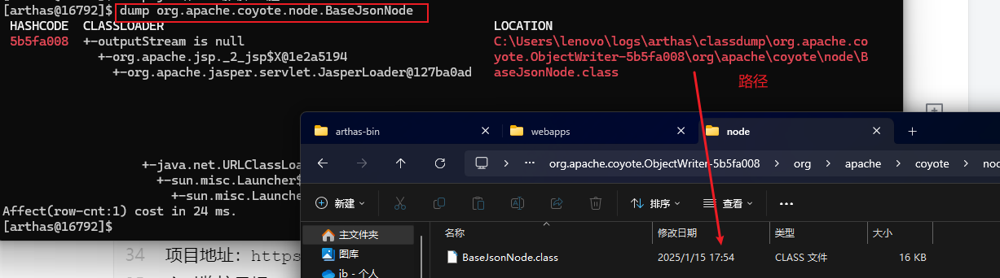 [arthas@16792]$ dump org.apache.coyote.node.BaseJsonNode
HASHCODE CLASSLOADER LOCATION
5b5fa008 +-outputStream is null C:\Users\lenovo\logs\arthas\classdump\org.apache.co
+-org.apache.jsp._2_jsp$X@1e2a5194 yote.ObjectWriter-5b5fa008\org\apache\coyote\node\B
+-org.apache.jasper.servlet.JasperLoader@127ba0ad aseJsonNode.class
路径
arthas-bin webapps node
+-java.net.URLClassLoa
+-sun.misc.Launcher$
+-sun.misc.Launche
org.apache.coyote.ObjectWriter-5b5fa008 org apache coyote
新建 排序 查看
Affect(row-cnt:1) cost in 24 ms.
[arthas@16792]$
主文件夹 名称 修改日期 类型 大小
34 项目地址: https
图库 BaseJsonNode.class 2025/1/15 17:54 CLASS 文件 16 KB
jb - 个人